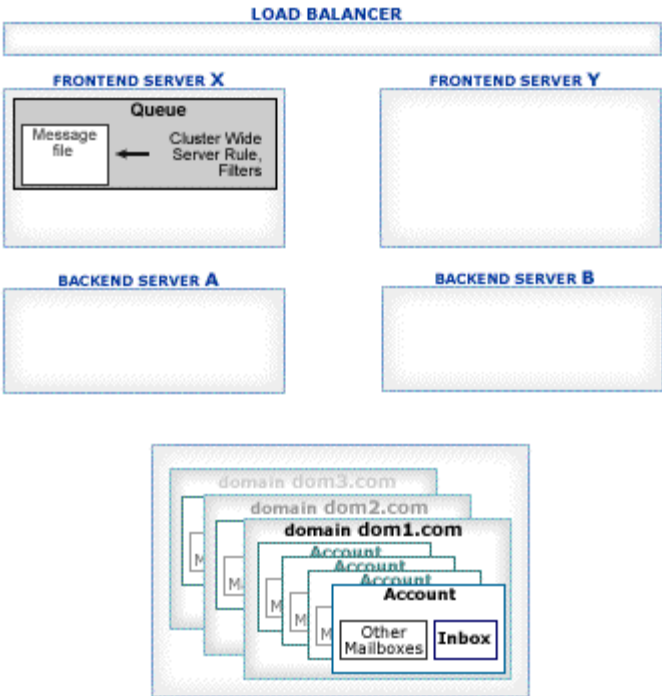 LOAD BALANCER
FRONTEND SERVER X
FRONTEND SERVER Y
Queue
Message
file
Cluster Wide
Server Rule,
Filters
BACKEND SERVER A
BACKEND SERVER B
domain dom3.com
domain dom2.com
domain dom1.com
Account
Account
Account
Account
M
M
M
M
M
Other
Mailboxes
Inbox